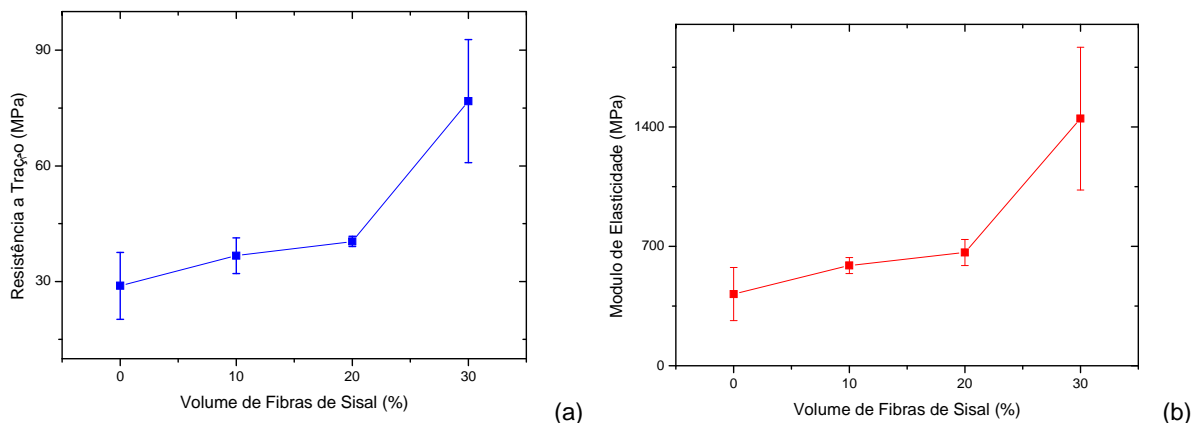 90
60
30
0
10
20
30
Resistência a Traç-o (MPa)
Volume de Fibras de Sisal (%)
(a)
1400
700
0
0
10
20
30
Modulo de Elasticidade (MPa)
Volume de Fibras de Sisal (%)
(b)